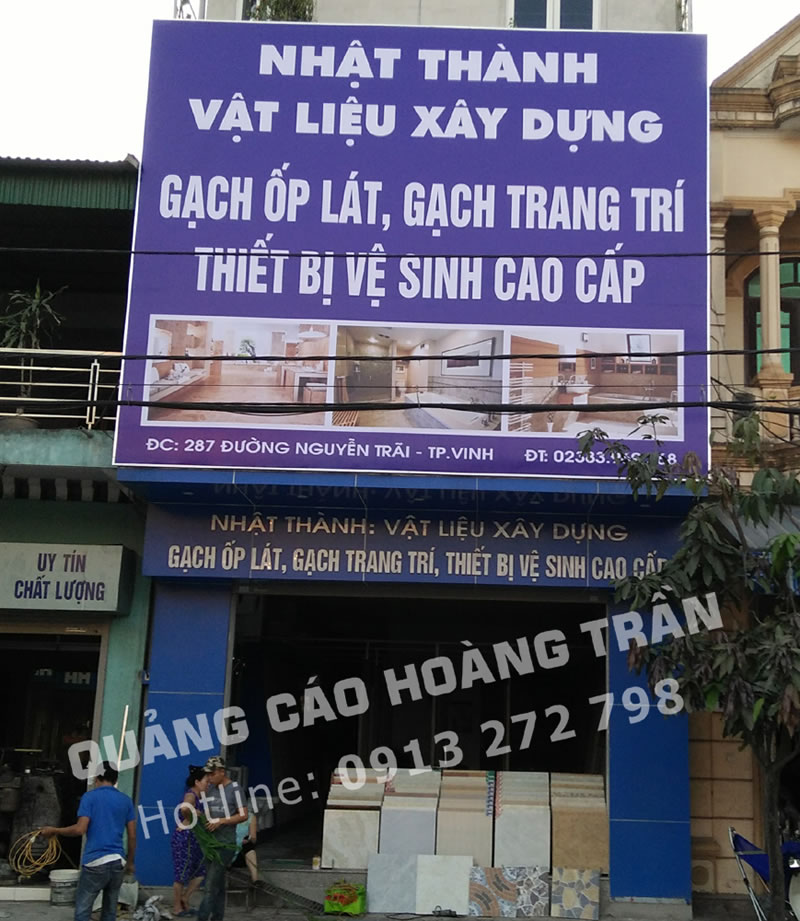 NHẬT THÀNH
VẬT LIỆU XÂY DỰNG
GẠCH ỐP LÁT, GẠCH TRANG TRÍ
THIẾT BỊ VỆ SINH CAO CẤP
ĐC: 287 ĐƯỜNG NGUYỄN TRÃI - TP.VINH ĐT:
NHẬT THÀNH: VẬT LIỆU XÂY DỰNG
GẠCH ỐP LÁT, GẠCH TRANG TRÍ, THIẾT BỊ VỆ SINH CAO CẤP
UY TÍN
CHẤT LƯỢNG
QUẢNG CÁO HOÀNG TRẦN
Hotline: 0913 272 798